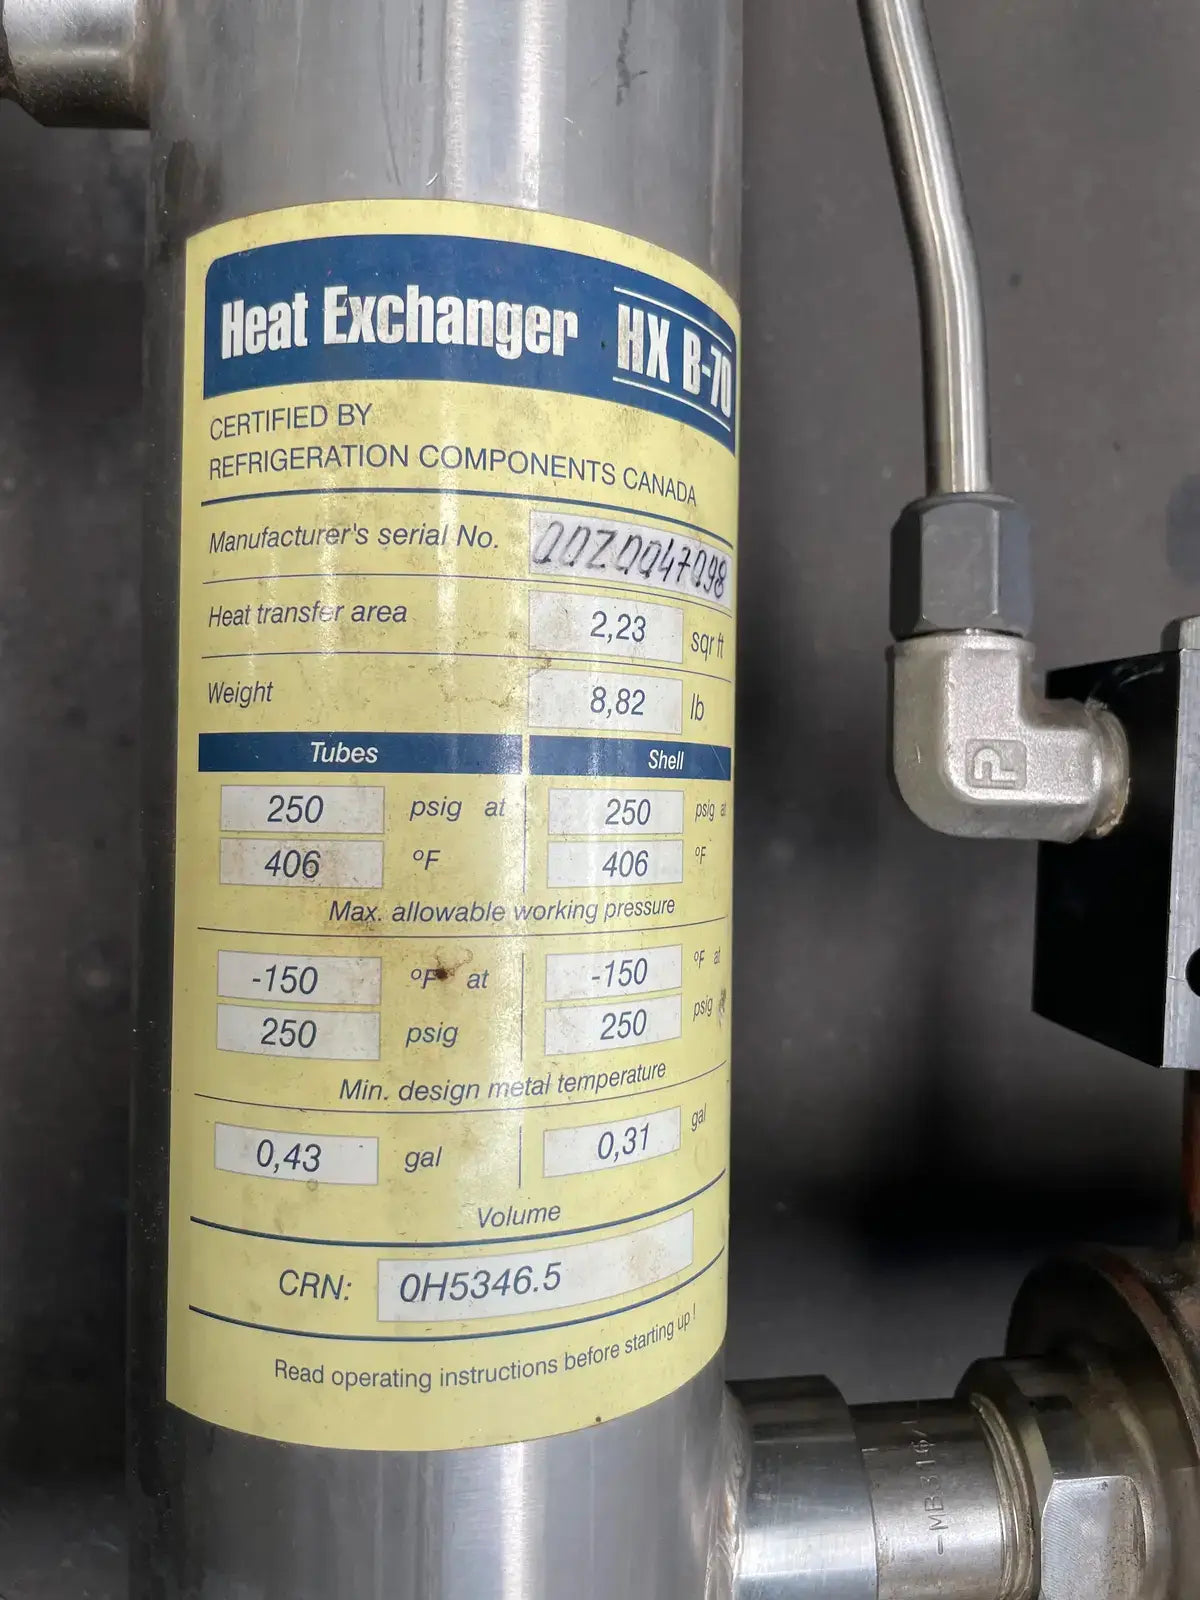 Heat Exchanger HX B-70
CERTIFIED BY
REFRIGERATION COMPONENTS CANADA
Manufacturer's serial No. 00Z0047098
Heat transfer area 2,23 sqr ft
Weight 8,82 lb
Tubes Shell
250 psig at 250 psig at
406 °F 406 °F
Max. allowable working pressure
-150 °F at -150 °F at
250 psig 250 psig
Min. design metal temperature
0,43 gal 0,31 gal
Volume
CRN: 0H5346.5
Read operating instructions before starting up!
P